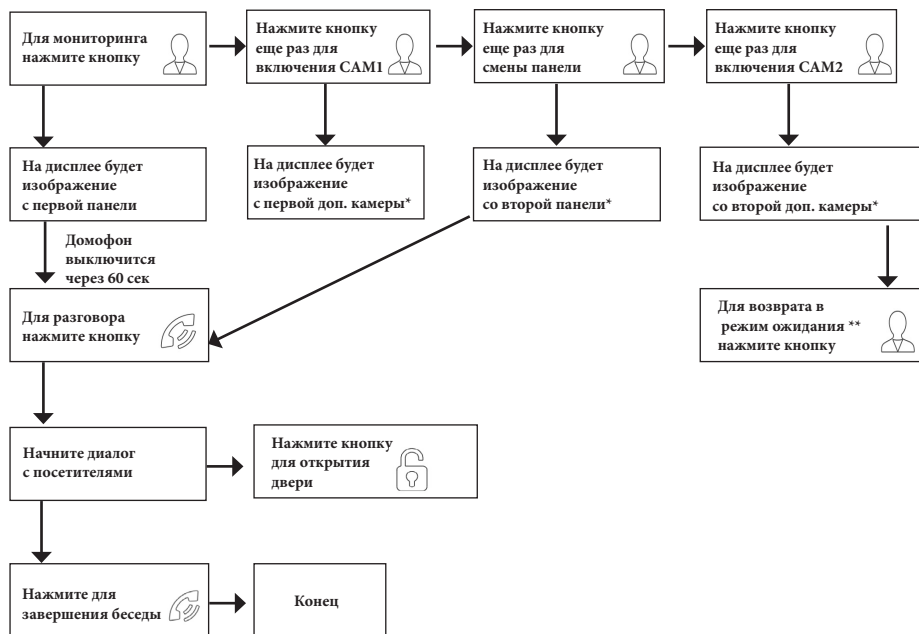 Для мониторинга
нажмите кнопку
Нажмите кнопку
еще раз для
включения CAM1
Нажмите кнопку
еще раз для
смены панели
Нажмите кнопку
еще раз для
включения CAM2
На дисплее будет
изображение
с первой панели
На дисплее будет
изображение
с первой доп. камеры*
На дисплее будет
изображение
со второй панели*
На дисплее будет
изображение
со второй доп. камеры*
Домофон
выключится
через 60 сек
Для разговора
нажмите кнопку
Для возврата в
режим ожидания **
нажмите кнопку
Начните диалог
с посетителями
Нажмите кнопку
для открытия
двери
Нажмите для
завершения беседы
Конец